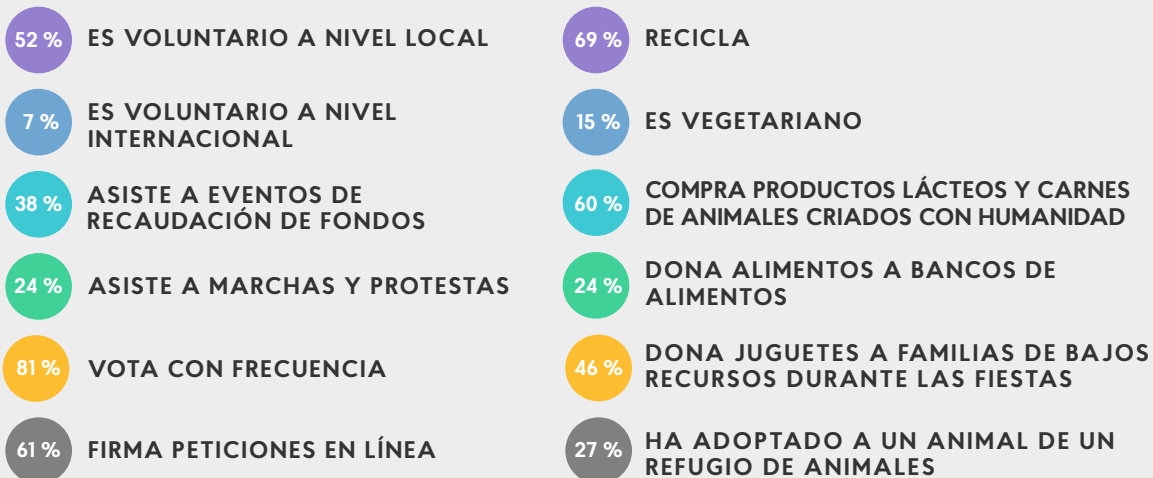 52 % ES VOLUNTARIO A NIVEL LOCAL
7 % ES VOLUNTARIO A NIVEL
INTERNACIONAL
38 % ASISTE A EVENTOS DE
RECAUDACIÓN DE FONDOS
24 % ASISTE A MARCHAS Y PROTESTAS
81 % VOTA CON FRECUENCIA
61 % FIRMA PETICIONES EN LÍNEA
69 % RECICLA
15 % ES VEGETARIANO
60 % COMPRA PRODUCTOS LÁCTEOS Y CARNES
DE ANIMALES CRIADOS CON HUMANIDAD
24 % DONA ALIMENTOS A BANCOS DE
ALIMENTOS
46 % DONA JUGUETES A FAMILIAS DE BAJOS
RECURSOS DURANTE LAS FIESTAS
27 % HA ADOPTADO A UN ANIMAL DE UN
REFUGIO DE ANIMALES